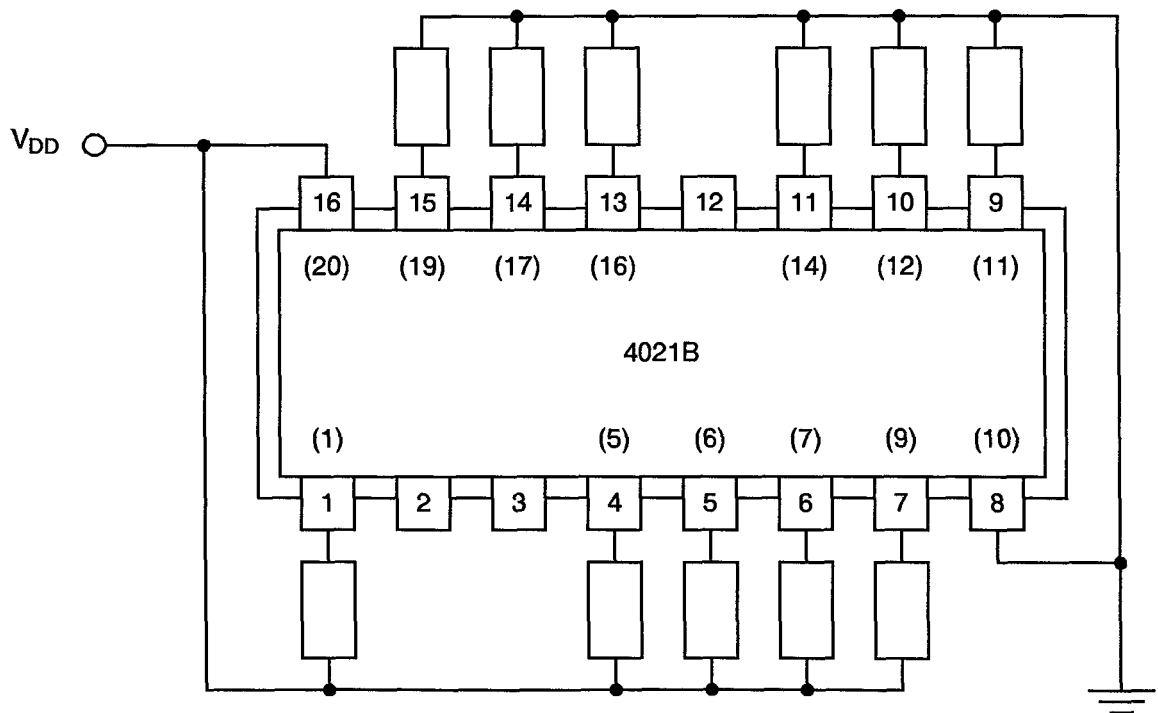 V_DD
16 15 14 13 12 11 10 9
(20) (19) (17) (16) (14) (12) (11)
4021B
(1) (5) (6) (7) (9) (10)
1 2 3 4 5 6 7 8